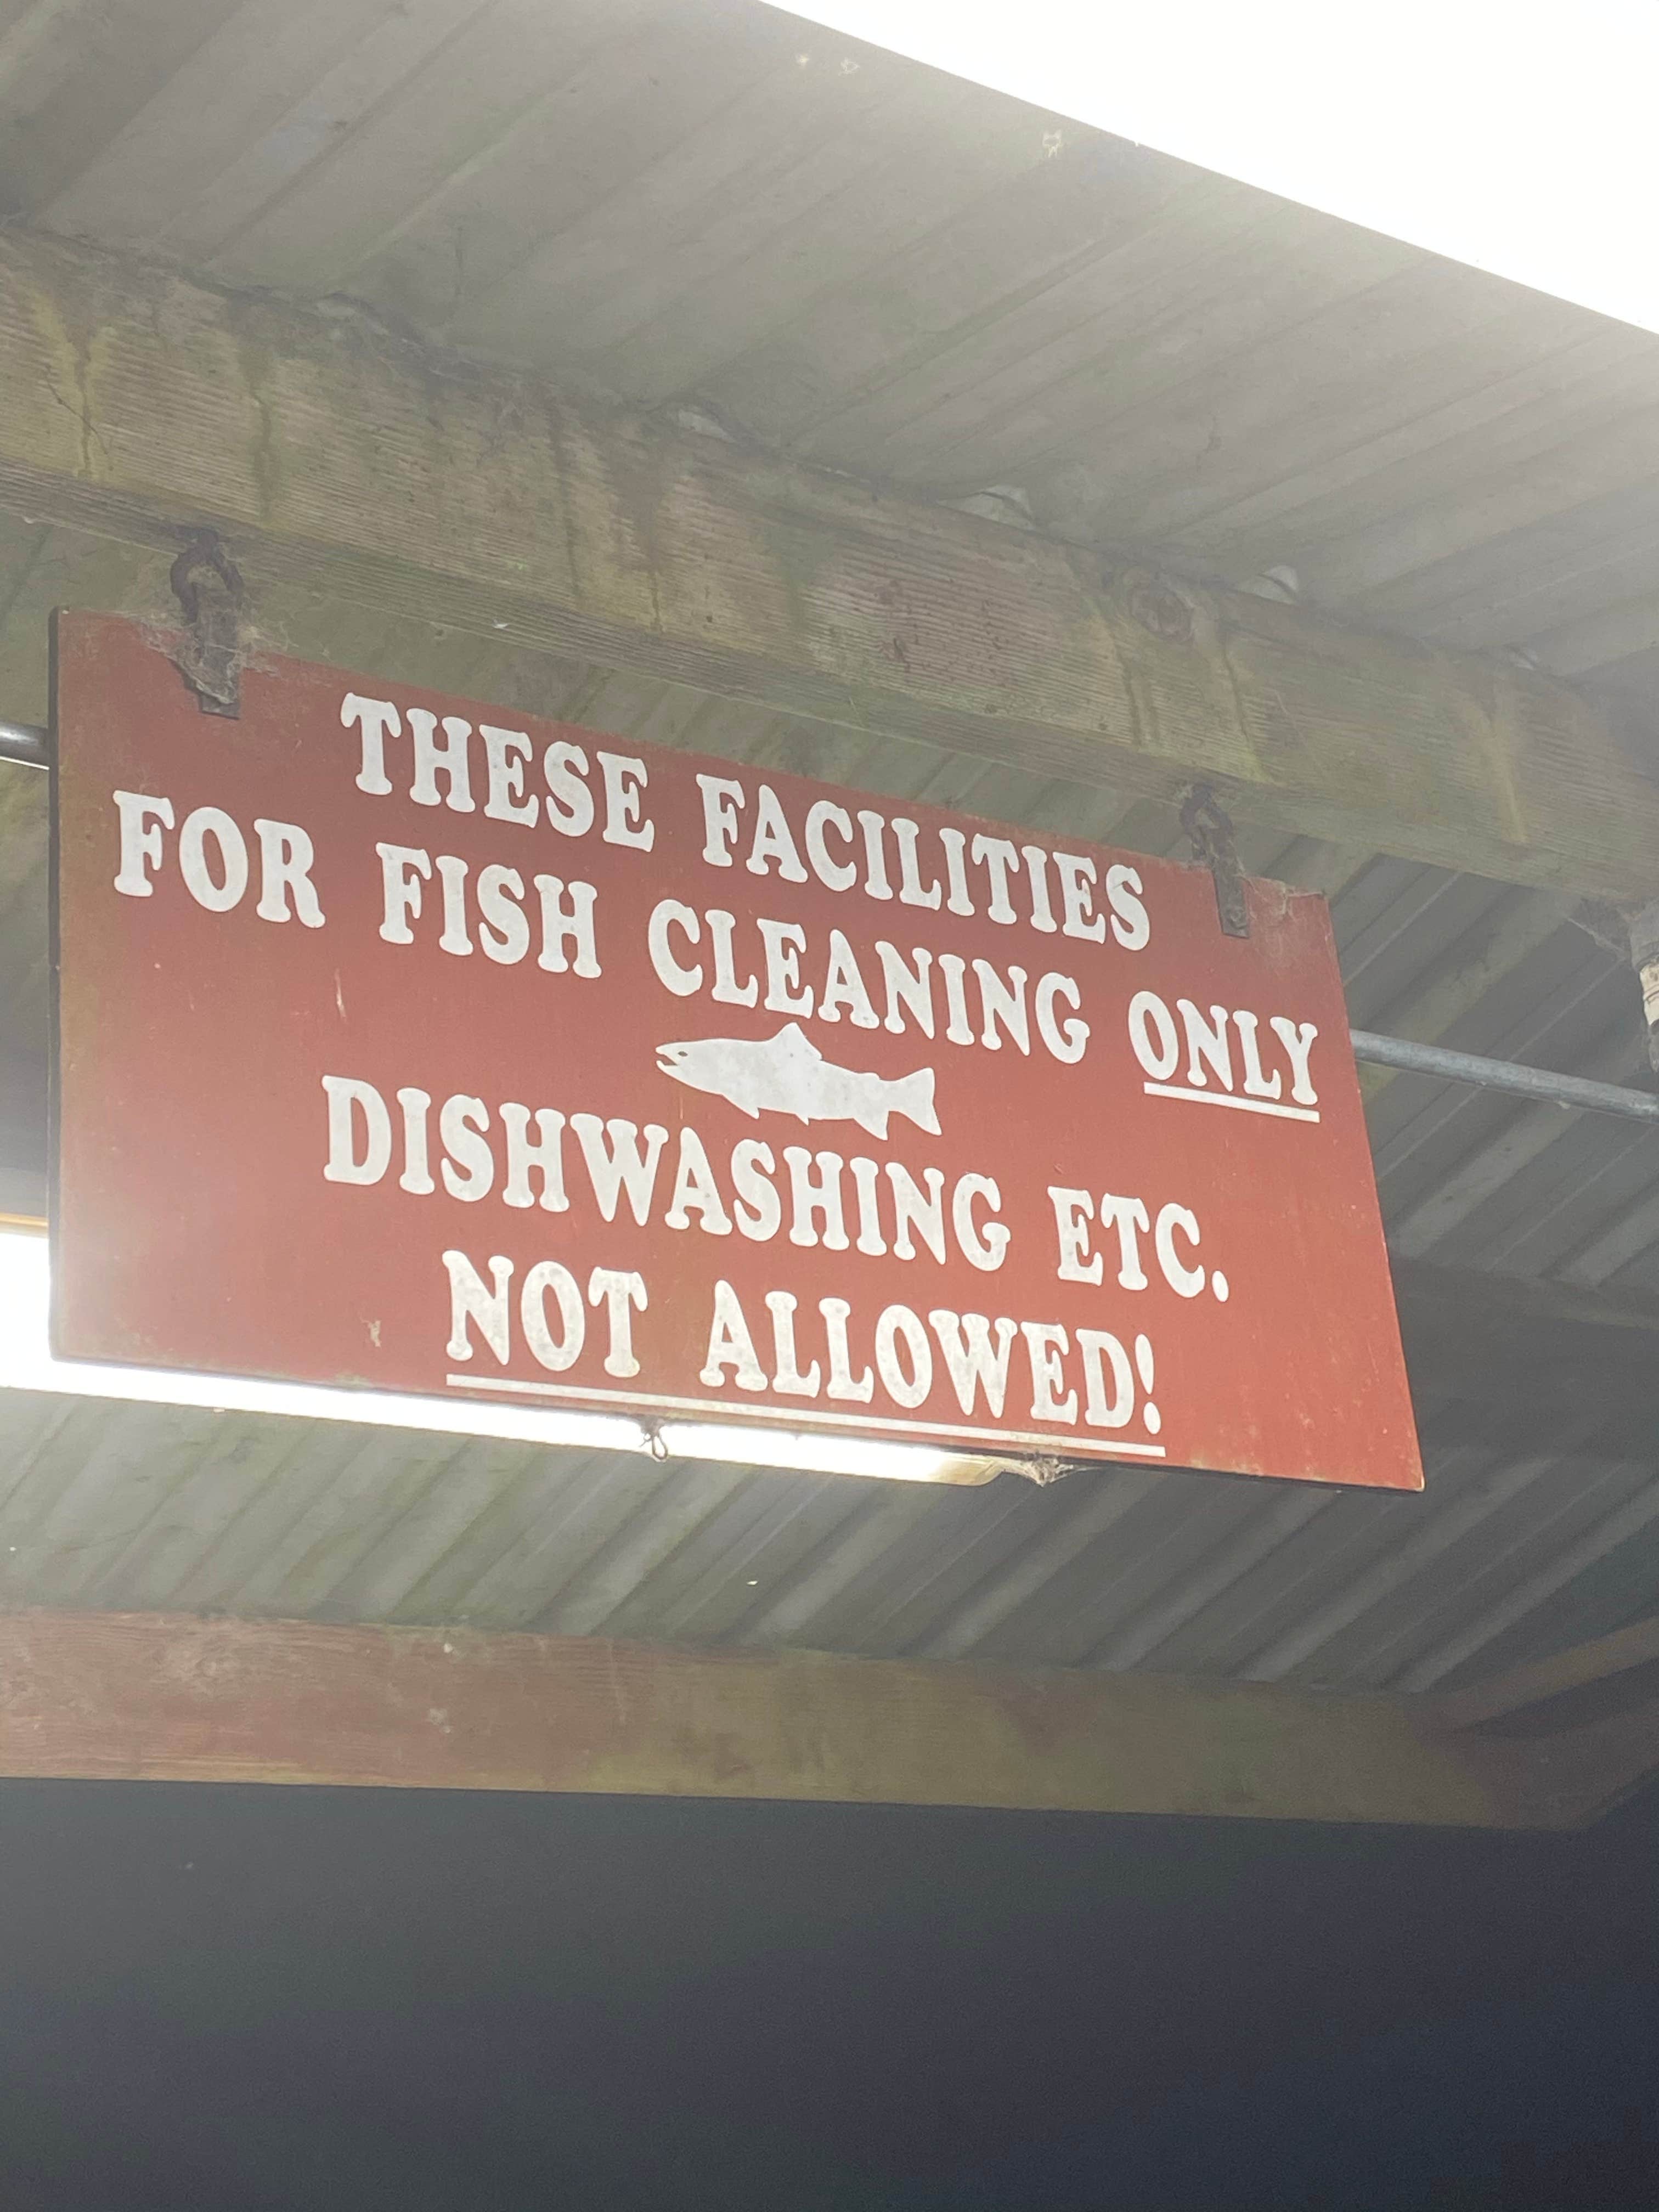 THESE FACILITIES
FOR FISH CLEANING ONLY
DISHWASHING ETC.
NOT ALLOWED!